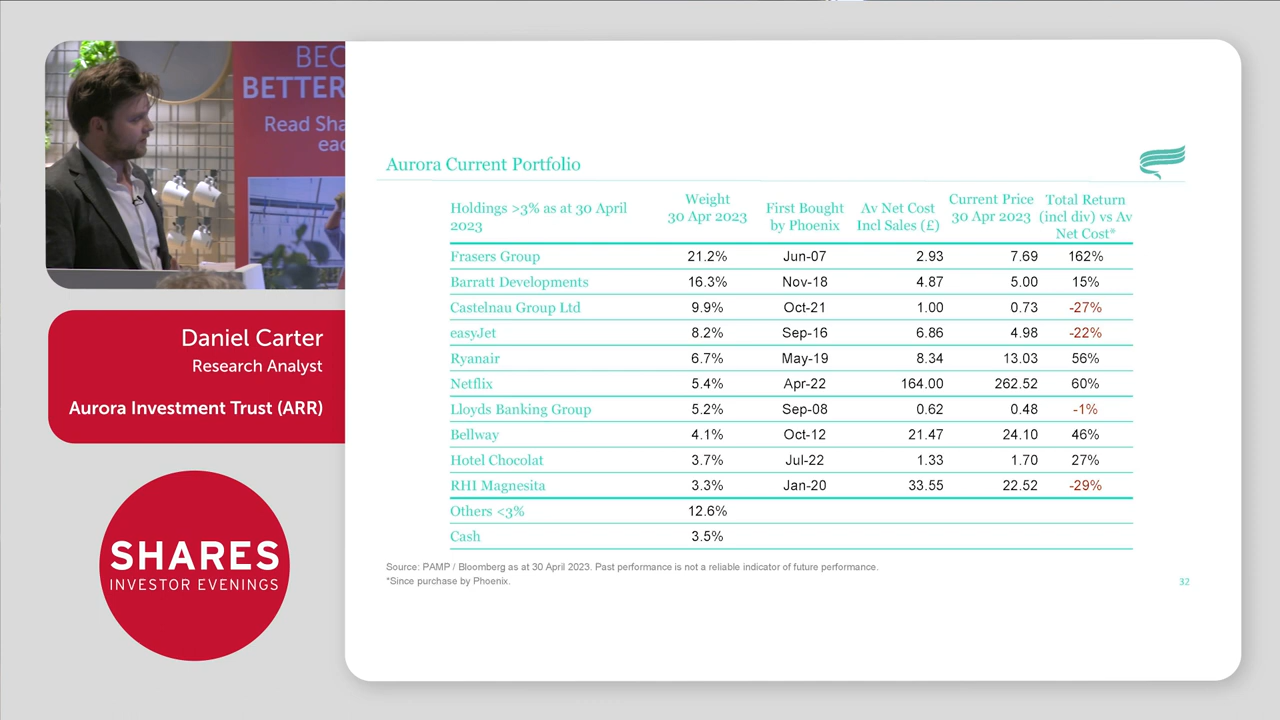 BEC
BETTER
Read Sha
eac
Daniel Carter
Research Analyst
Aurora Investment Trust (ARR)
SHARES
INVESTOR EVENINGS
Aurora Current Portfolio
Holdings >3% as at 30 April 2023 Weight 30 Apr 2023 First Bought by Phoenix Av Net Cost Incl Sales (£) Current Price 30 Apr 2023 Total Return (incl div) vs Av Net Cost*
Frasers Group 21.2% Jun-07 2.93 7.69 162%
Barratt Developments 16.3% Nov-18 4.87 5.00 15%
Castelnau Group Ltd 9.9% Oct-21 1.00 0.73 -27%
easyJet 8.2% Sep-16 6.86 4.98 -22%
Ryanair 6.7% May-19 8.34 13.03 56%
Netflix 5.4% Apr-22 164.00 262.52 60%
Lloyds Banking Group 5.2% Sep-08 0.62 0.48 -1%
Bellway 4.1% Oct-12 21.47 24.10 46%
Hotel Chocolat 3.7% Jul-22 1.33 1.70 27%
RHI Magnesita 3.3% Jan-20 33.55 22.52 -29%
Others <3% 12.6%
Cash 3.5%
Source: PAMP / Bloomberg as at 30 April 2023. Past performance is not a reliable indicator of future performance.
*Since purchase by Phoenix.
32